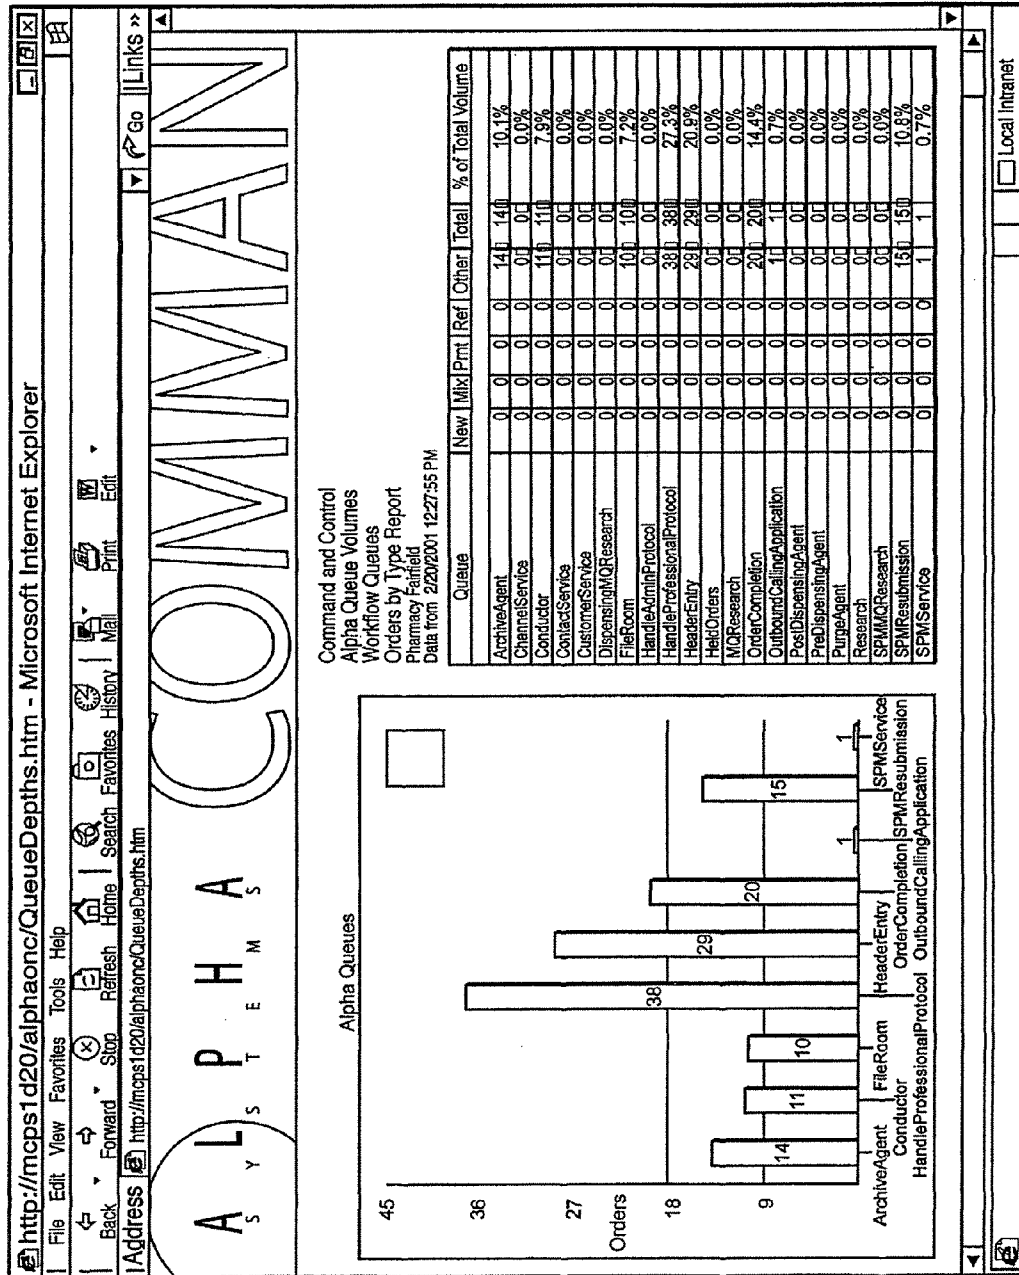 http://mcps1d20/alphaonc/QueueDepths.htm - Microsoft Internet Explorer
File Edit View Favorites Tools Help
Back Forward Stop Refresh Home Search Favorites History Mail Print Edit
Address http://mcps1d20/alphaonc/QueueDepths.htm Go Links »
ALPHA COMMAN
SYSTEMS
Command and Control
Alpha Queue Volumes
Workflow Queues
Orders by Type Report
Pharmacy Fairfield
Data from 2/20/2001 12:27:55 PM
Alpha Queues
45
36
27
18
9
Orders
14 11 10 38 29 20 1 15 1
ArchiveAgent FileRoom HeaderEntry SPMService
Conductor OrderCompletion SPMResubmission
HandleProfessionalProtocol OutboundCallingApplication
Queue New Mix Prnt Ref Other Total % of Total Volume
ArchiveAgent 0 0 0 0 14 14 10.1%
ChannelService 0 0 0 0 0 0 0.0%
Conductor 0 0 0 0 11 11 7.9%
ContactService 0 0 0 0 0 0 0.0%
CustomerService 0 0 0 0 0 0 0.0%
DispensingMQResearch 0 0 0 0 0 0 0.0%
FileRoom 0 0 0 0 10 10 7.2%
HandleAdminProtocol 0 0 0 0 0 0 0.0%
HandleProfessionalProtocol 0 0 0 0 38 38 27.3%
HeaderEntry 0 0 0 0 29 29 20.9%
HeldOrders 0 0 0 0 0 0 0.0%
MQResearch 0 0 0 0 0 0 0.0%
OrderCompletion 0 0 0 0 20 20 14.4%
OutboundCallingApplication 0 0 0 0 1 1 0.7%
PostDispensingAgent 0 0 0 0 0 0 0.0%
PreDispensingAgent 0 0 0 0 0 0 0.0%
PurgeAgent 0 0 0 0 0 0 0.0%
Research 0 0 0 0 0 0 0.0%
SPMMQResearch 0 0 0 0 0 0 0.0%
SPMResubmission 0 0 0 0 15 15 10.8%
SPMService 0 0 0 0 1 1 0.7%
Local Intranet